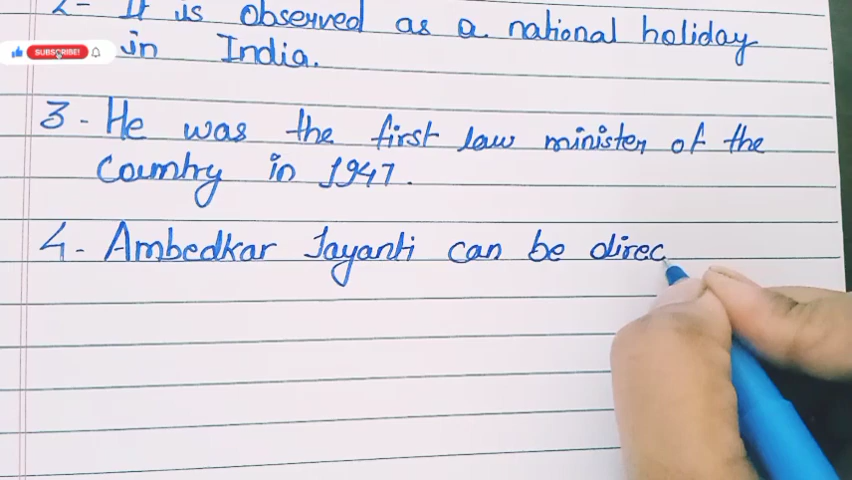 2- It is observed as a national holiday
SUBSCRIBE!
in India.
3- He was the first law minister of the
country in 1947.
4- Ambedkar Jayanti can be direc